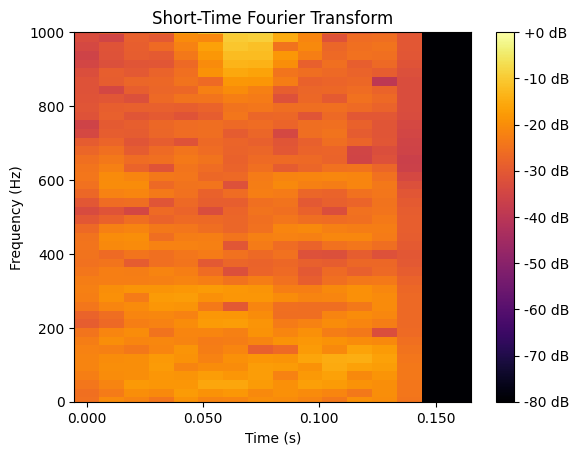 Short-Time Fourier Transform
1000
800
600
400
200
0
Frequency (Hz)
0.000
0.050
0.100
0.150
Time (s)
+0 dB
-10 dB
-20 dB
-30 dB
-40 dB
-50 dB
-60 dB
-70 dB
-80 dB